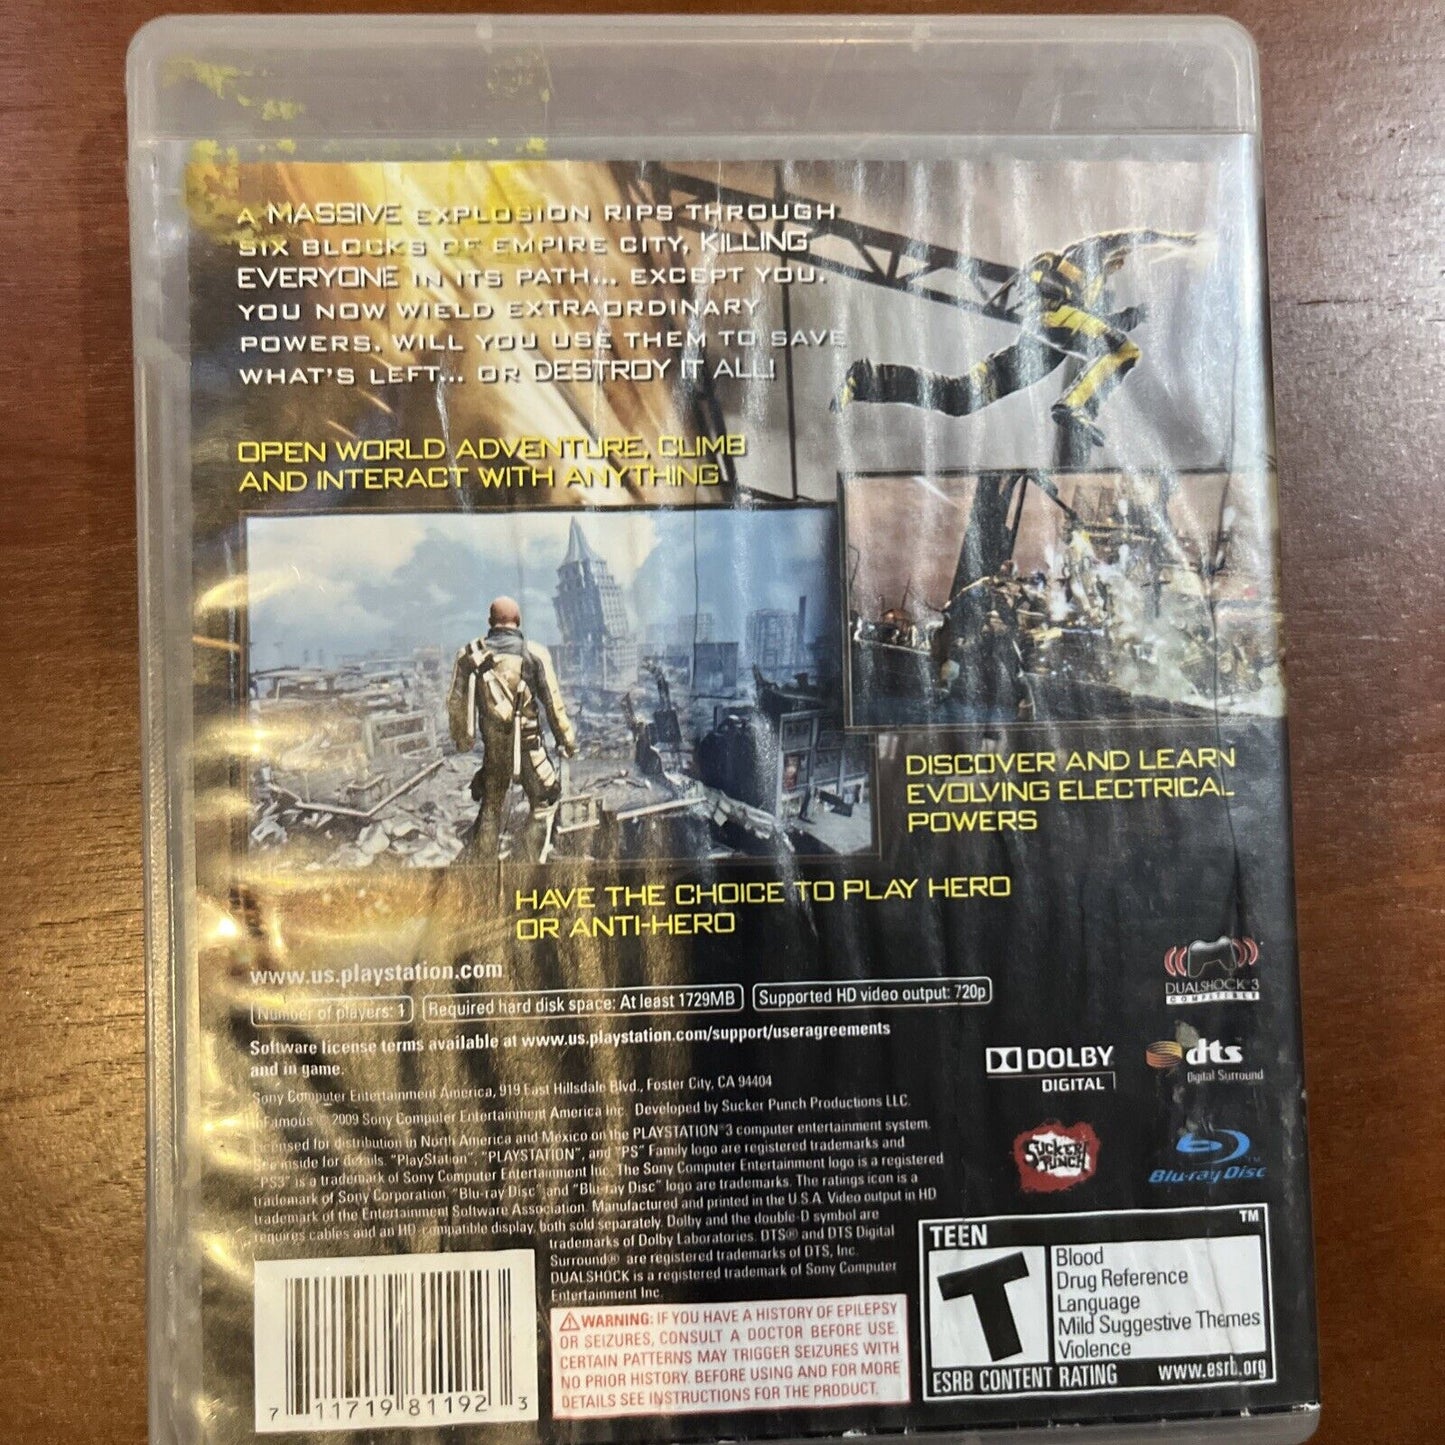 A MASSIVE EXPLOSION RIPS THROUGH
SIX BLOCKS OF EMPIRE CITY, KILLING
EVERYONE IN ITS PATH... EXCEPT YOU.
YOU NOW WIELD EXTRAORDINARY
POWERS. WILL YOU USE THEM TO SAVE
WHAT'S LEFT... OR DESTROY IT ALL!
OPEN WORLD ADVENTURE, CLIMB
AND INTERACT WITH ANYTHING
DISCOVER AND LEARN
EVOLVING ELECTRICAL
POWERS
HAVE THE CHOICE TO PLAY HERO
OR ANTI-HERO
www.us.playstation.com
Number of players: 1
Required hard disk space: At least 1729MB
Supported HD video output: 720p
DUALSHOCK 3
COMPATIBLE
Software license terms available at www.us.playstation.com/support/useragreements
and in game.
DOLBY
DIGITAL
dts
Digital Surround
Sony Computer Entertainment America, 919 East Hillsdale Blvd., Foster City, CA 94404
inFamous © 2009 Sony Computer Entertainment America Inc. Developed by Sucker Punch Productions LLC.
Licensed for distribution in North America and Mexico on the PLAYSTATION®3 computer entertainment system.
See inside for details. "PlayStation", "PLAYSTATION", and "PS" Family logo are registered trademarks and
"PS3" is a trademark of Sony Computer Entertainment Inc. The Sony Computer Entertainment logo is a registered
trademark of Sony Corporation. "Blu-ray Disc" and "Blu-ray Disc" logo are trademarks. The ratings icon is a
trademark of the Entertainment Software Association. Manufactured and printed in the U.S.A. Video output in HD
requires cables and an HD-compatible display, both sold separately. Dolby and the double-D symbol are
trademarks of Dolby Laboratories. DTS® and DTS Digital
Surround® are registered trademarks of DTS, Inc.
DUALSHOCK is a registered trademark of Sony Computer
Entertainment Inc.
SUCKER
PUNCH
Blu-ray Disc
7 11719 81192 3
WARNING: IF YOU HAVE A HISTORY OF EPILEPSY
OR SEIZURES, CONSULT A DOCTOR BEFORE USE.
CERTAIN PATTERNS MAY TRIGGER SEIZURES WITH
NO PRIOR HISTORY. BEFORE USING AND FOR MORE
DETAILS SEE INSTRUCTIONS FOR THE PRODUCT.
TEEN
TM
T
Blood
Drug Reference
Language
Mild Suggestive Themes
Violence
ESRB CONTENT RATING www.esrb.org